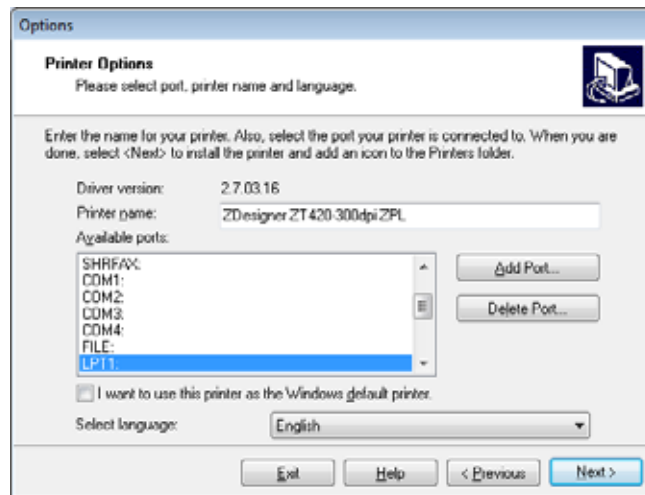 Options
Printer Options
Please select port, printer name and language.
Enter the name for your printer. Also, select the port your printer is connected to. When you are
done, select <Next> to install the printer and add an icon to the Printers folder.
Driver version: 2.7.03.16
Printer name: ZDesigner ZT420-300dpi ZPL
Available ports:
SHRFAX:
COM1:
COM2:
COM3:
COM4:
FILE:
LPT1:
Add Port...
Delete Port...
I want to use this printer as the Windows default printer.
Select language: English
Exit Help < Previous Next >